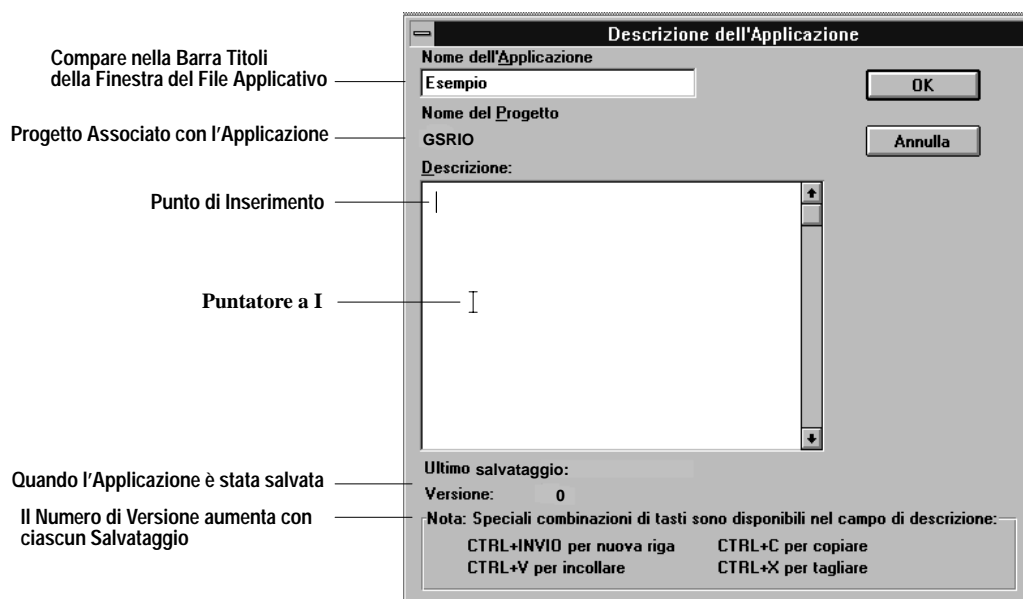 Descrizione dell'Applicazione
Compare nella Barra Titoli
della Finestra del File Applicativo
Nome dell'Applicazione
Esempio
OK
Progetto Associato con l'Applicazione
Nome del Progetto
GSRIO
Annulla
Descrizione:
Punto di Inserimento
Puntatore a I
Quando l'Applicazione è stata salvata
Ultimo salvataggio:
Versione: 0
Il Numero di Versione aumenta con
ciascun Salvataggio
Nota: Speciali combinazioni di tasti sono disponibili nel campo di descrizione:
CTRL+INVIO per nuova riga
CTRL+C per copiare
CTRL+V per incollare
CTRL+X per tagliare